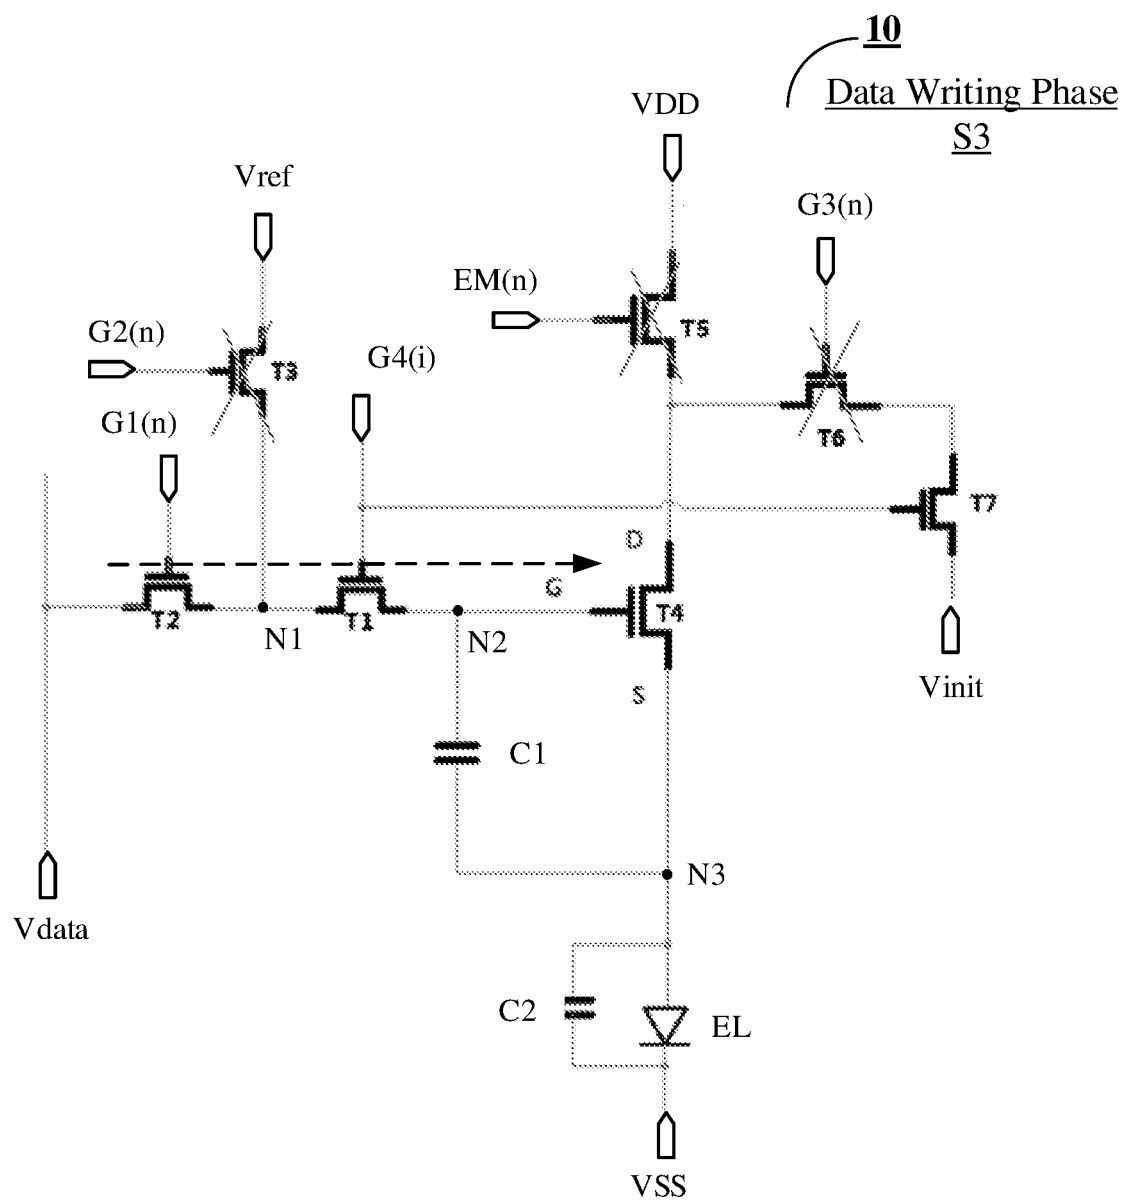 10
Data Writing Phase
S3
VDD
Vref
G3(n)
EM(n)
G2(n)
T3
T5
G4(i)
G1(n)
T6
T7
D
G
T2
T1
T4
N1
N2
S
Vinit
C1
N3
Vdata
C2
EL
VSS